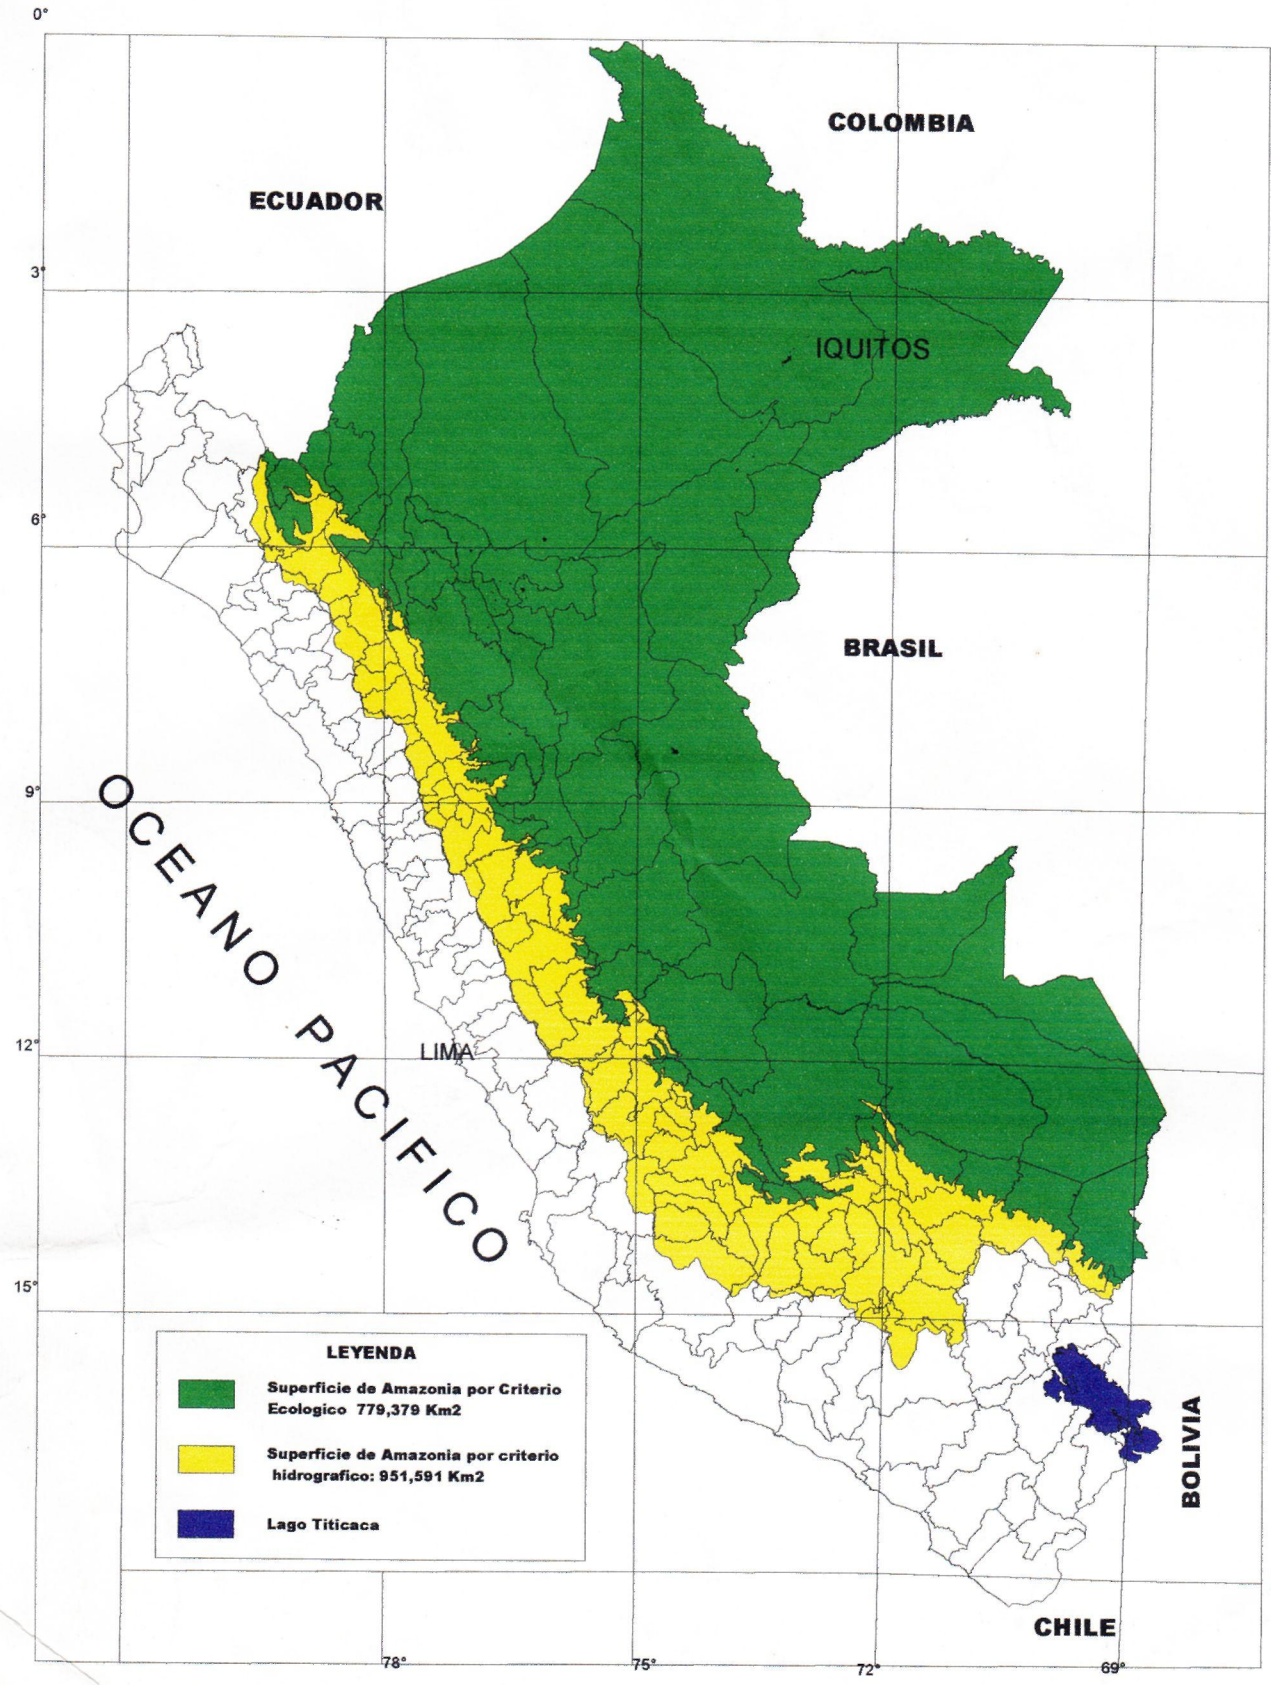 0°
COLOMBIA
ECUADOR
3°
IQUITOS
6°
BRASIL
9°
OCEANO PACIFICO
12°
LIMA
15°
LEYENDA
Superficie de Amazonia por Criterio
Ecologico 779,379 Km2
Superficie de Amazonia por criterio
hidrografico: 951,591 Km2
Lago Titicaca
BOLIVIA
CHILE
78°
75°
72°
69°